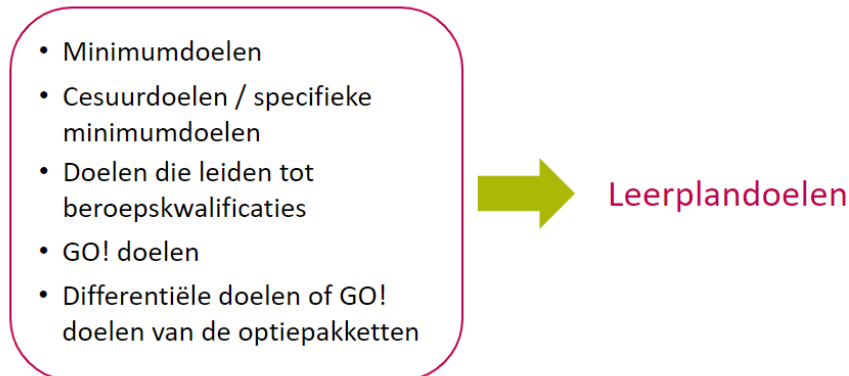 • Minimumdoelen
• Cesuurdoelen / specifieke
minimumdoelen
• Doelen die leiden tot
beroepskwalificaties
• GO! doelen
• Differentiële doelen of GO!
doelen van de optiepakketten
Leerplandoelen